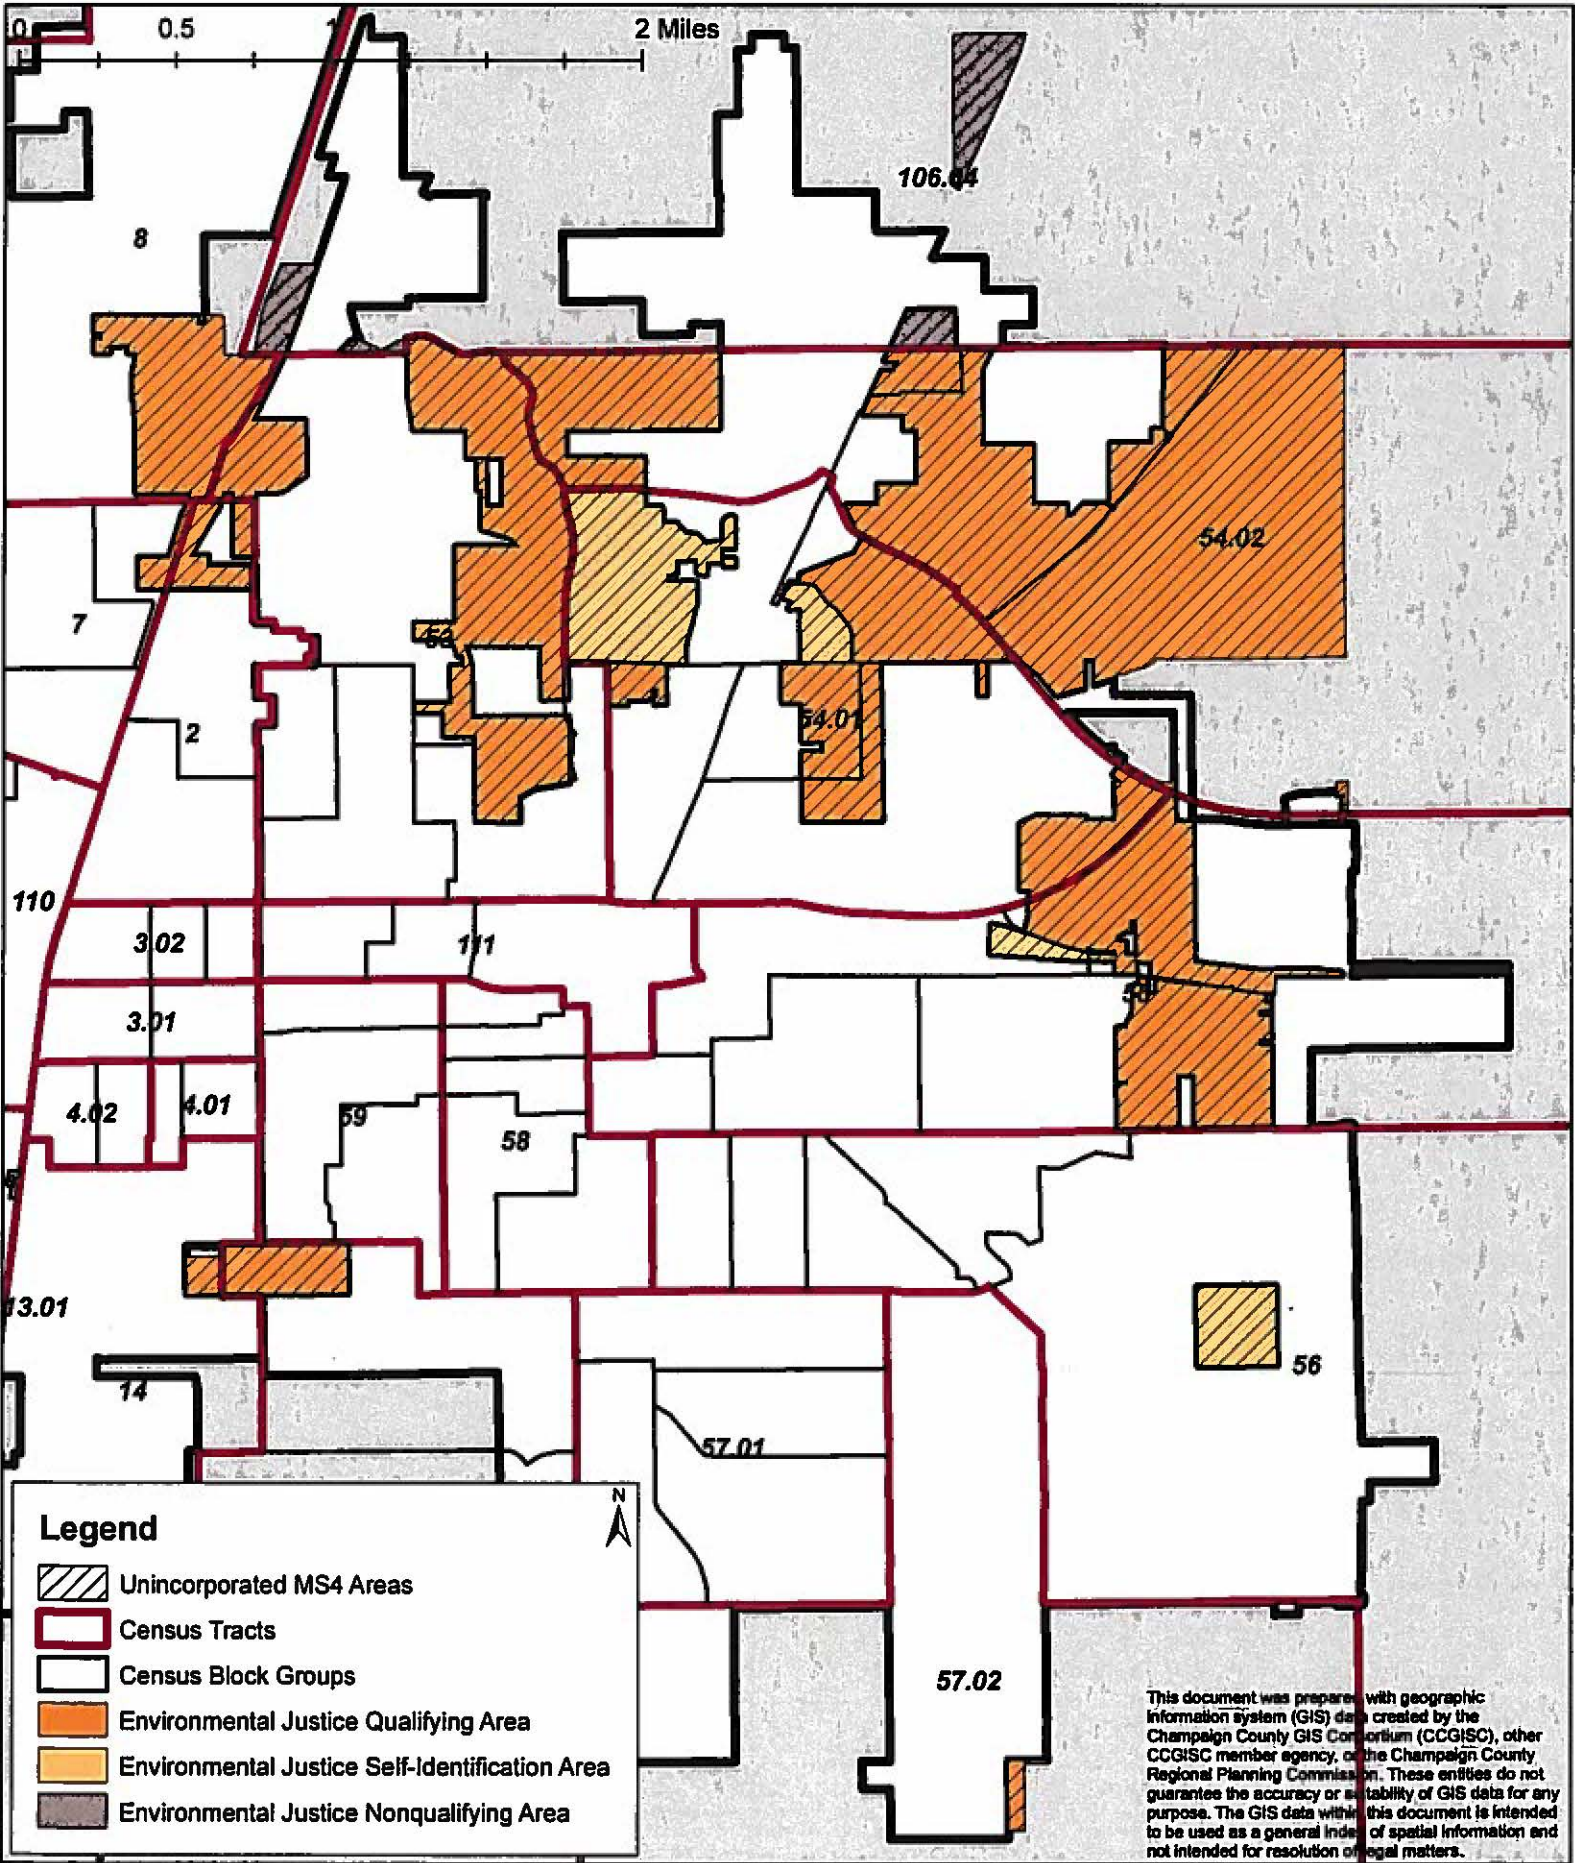 0 0.5 1 2 Miles
106.04
8
54.02
7
53
2
54.01
110
3.02
111
3.01
4.02
4.01
59
58
13.01
56
14
57.01
57.02
N
Legend
Unincorporated MS4 Areas
Census Tracts
Census Block Groups
Environmental Justice Qualifying Area
Environmental Justice Self-Identification Area
Environmental Justice Nonqualifying Area
This document was prepared with geographic
information system (GIS) data created by the
Champaign County GIS Consortium (CCGISC), other
CCGISC member agency, or the Champaign County
Regional Planning Commission. These entities do not
guarantee the accuracy or suitability of GIS data for any
purpose. The GIS data within this document is intended
to be used as a general index of spatial information and
not intended for resolution of legal matters.